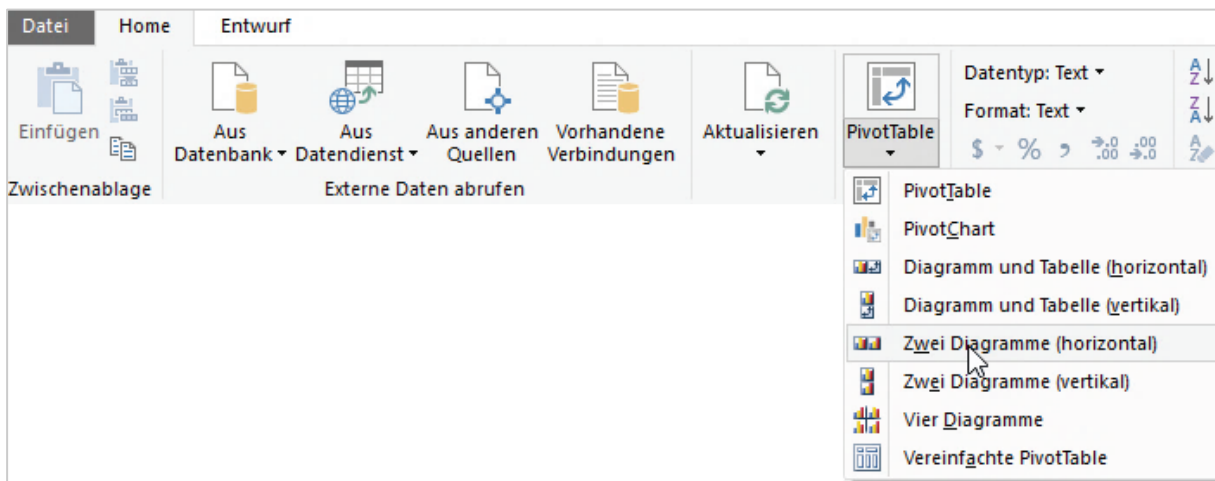 Datei Home Entwurf
Einfügen
Zwischenablage
Aus Datenbank
Aus Datendienst
Aus anderen Quellen
Vorhandene Verbindungen
Externe Daten abrufen
Aktualisieren
PivotTable
Datentyp: Text
Format: Text
$ % 
PivotTable
PivotChart
Diagramm und Tabelle (horizontal)
Diagramm und Tabelle (vertikal)
Zwei Diagramme (horizontal)
Zwei Diagramme (vertikal)
Vier Diagramme
Vereinfachte PivotTable